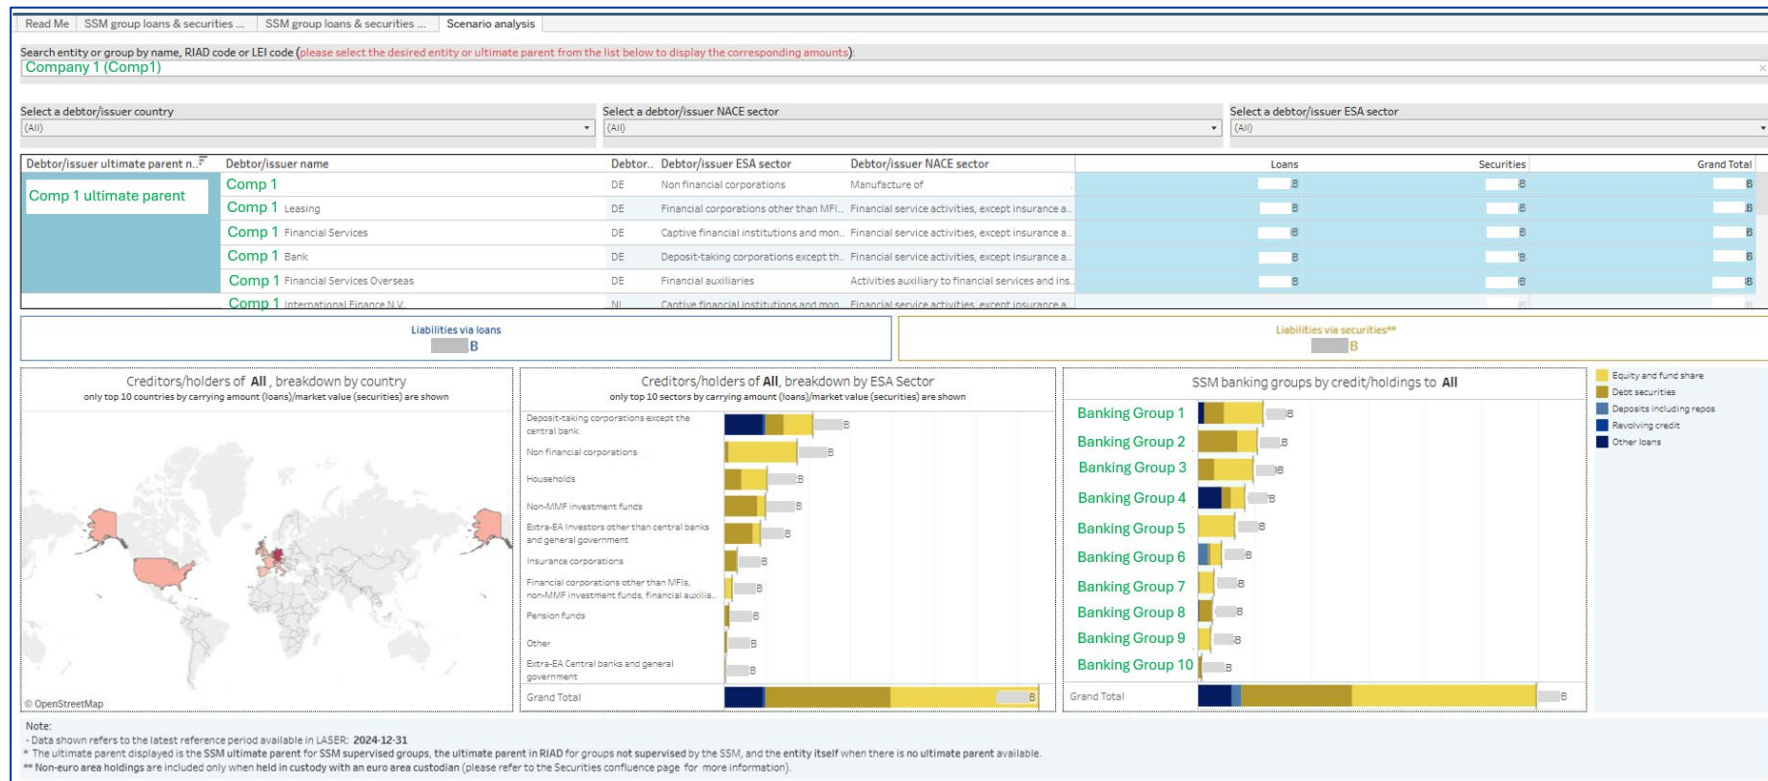 Read Me SSM group loans & securities ... SSM group loans & securities ... Scenario analysis
Search entity or group by name, RIAD code or LEI code (please select the desired entity or ultimate parent from the list below to display the corresponding amounts):
Company 1 (Comp1)
Select a debtor/issuer country Select a debtor/issuer NACE sector Select a debtor/issuer ESA sector
(All) (All) (All)
Debtor/issuer ultimate parent n.. Debtor/issuer name Debtor.. Debtor/issuer ESA sector Debtor/issuer NACE sector Loans Securities Grand Total
Comp 1 ultimate parent
Comp 1 DE Non financial corporations Manufacture of B B B
Comp 1 Leasing DE Financial corporations other than MFI.. Financial service activities, except insurance a.. B B B
Comp 1 Financial Services DE Captive financial institutions and mon.. Financial service activities, except insurance a.. B B B
Comp 1 Bank DE Deposit-taking corporations except th.. Financial service activities, except insurance a.. B B B
Comp 1 Financial Services Overseas DE Financial auxiliaries Activities auxiliary to financial services and ins.. B B B
Comp 1 International Finance N.V. NL Captive financial institutions and mon.. Financial service activities, except insurance a.. B B
Liabilities via loans
B
Liabilities via securities**
B
Creditors/holders of All , breakdown by country
only top 10 countries by carrying amount (loans)/market value (securities) are shown
© OpenStreetMap
Creditors/holders of All, breakdown by ESA Sector
only top 10 sectors by carrying amount (loans)/market value (securities) are shown
Deposit-taking corporations except the
central bank B
Non financial corporations B
Households B
Non-MMF investment funds B
Extra-EA Investors other than central banks
and general government B
Insurance corporations B
Financial corporations other than MFIs,
non-MMF investment funds, financial auxilia.. B
Pension funds B
Other B
Extra-EA Central banks and general
government B
Grand Total B
SSM banking groups by credit/holdings to All
Banking Group 1 B
Banking Group 2 B
Banking Group 3 B
Banking Group 4 B
Banking Group 5 B
Banking Group 6 B
Banking Group 7 B
Banking Group 8 B
Banking Group 9 B
Banking Group 10 B
Grand Total B
Equity and fund share
Debt securities
Deposits including repos
Revolving credit
Other loans
Note:
- Data shown refers to the latest reference period available in LASER: 2024-12-31
* The ultimate parent displayed is the SSM ultimate parent for SSM supervised groups, the ultimate parent in RIAD for groups not supervised by the SSM, and the entity itself when there is no ultimate parent available.
** Non-euro area holdings are included only when held in custody with an euro area custodian (please refer to the Securities confluence page for more information).